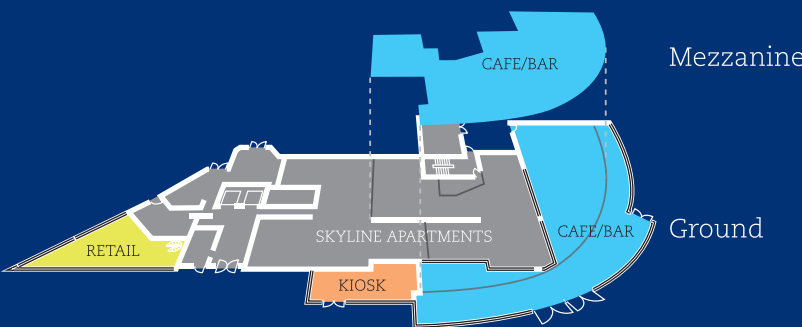 Mezzanine
CAFE/BAR
Ground
CAFE/BAR
SKYLINE APARTMENTS
RETAIL
KIOSK